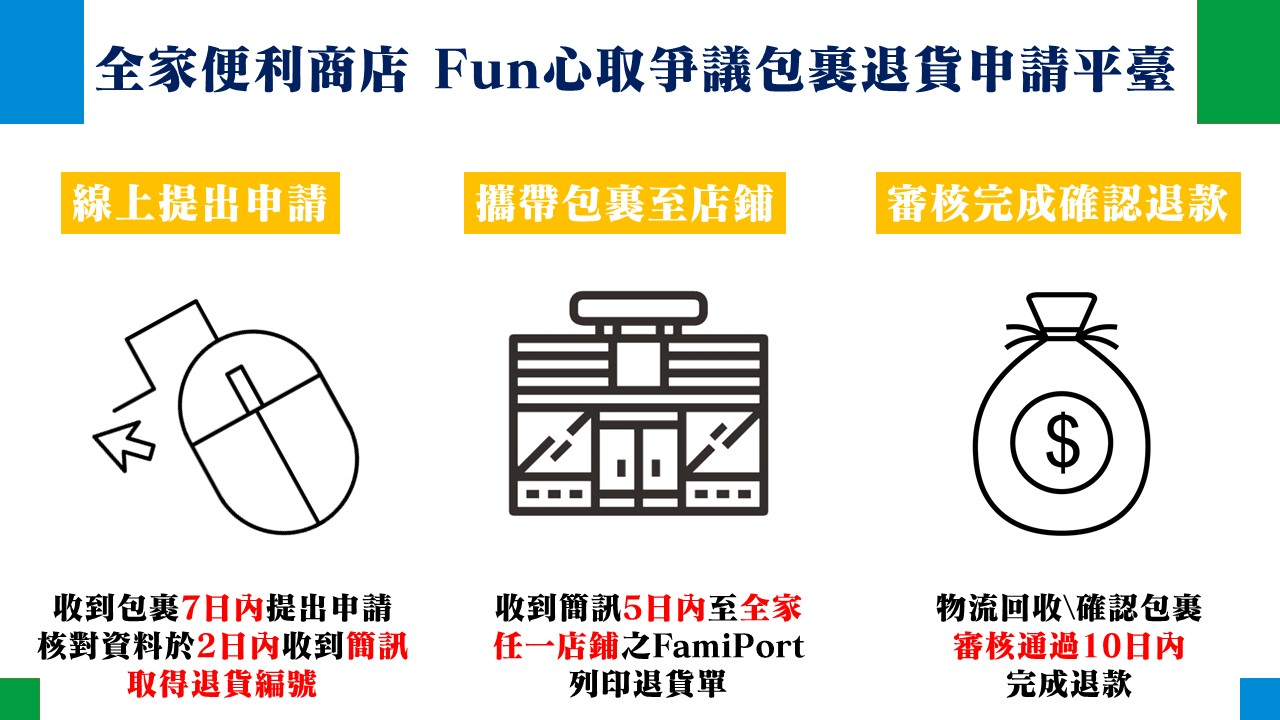 全家便利商店 Fun心取爭議包裹退貨申請平臺
線上提出申請
收到包裹7日內提出申請
核對資料於2日內收到簡訊
取得退貨編號
攜帶包裹至店鋪
收到簡訊5日內至全家
任一店鋪之FamiPort
列印退貨單
審核完成確認退款
$
物流回收\確認包裹
審核通過10日內
完成退款